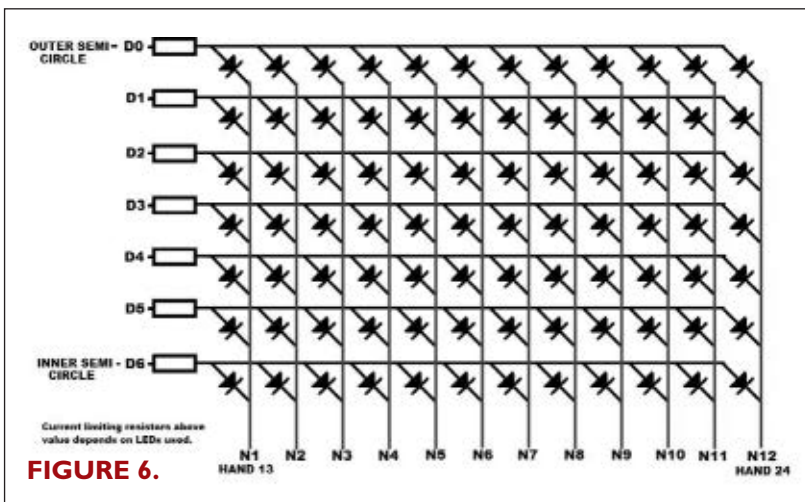 OUTER SEMI - D0
CIRCLE
D1
D2
D3
D4
D5
INNER SEMI - D6
CIRCLE
Current limiting resistors above
value depends on LEDs used.
N1 N2 N3 N4 N5 N6 N7 N8 N9 N10 N11 N12
HAND 13 HAND 24
FIGURE 6.